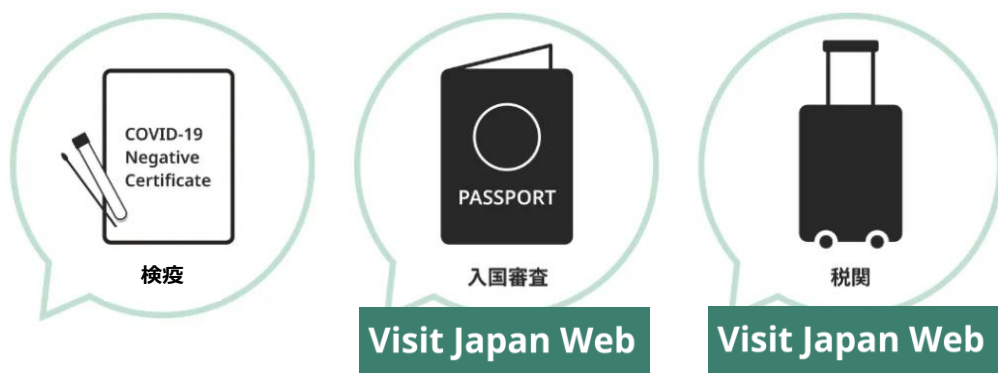 COVID-19
Negative
Certificate
検疫
PASSPORT
入国審査
Visit Japan Web
税関
Visit Japan Web